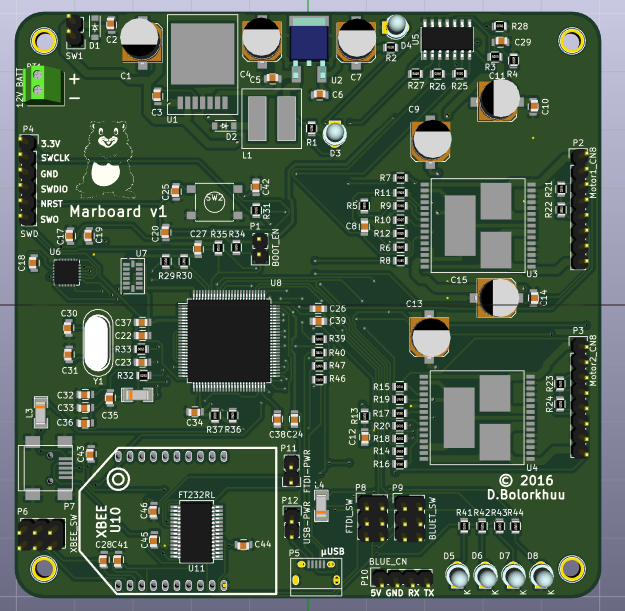 SW1
D1
C2
C1
12V_BATT
+
−
P4
3.3V
SWCLK
GND
SWDIO
NRST
SWO
SWD
Marboard v1
C3
U1
D2
L1
C4
C5
U2
C6
C7
R1
D3
D4
R2
U5
R28
C29
R3
R4
R27
R26
R25
C11
C10
C9
P2
Motor1_CN8
R7
R11
R9
R10
R12
R6
R8
R5
C8
R21
R22
U3
C15
C14
C13
C25
SW2
C42
R31
C20
C27
R35
R34
P1
BOOT_EN
C17
C19
C18
U6
U7
R29
R30
U8
C26
C39
R39
R40
R47
R46
C30
C31
Y1
C37
C22
R33
C23
R32
C35
C32
C33
C36
L3
C34
R37
R36
C38
C24
R15
R19
R17
R20
R18
R14
R16
R13
C12
P3
Motor2_CN8
R23
R24
U4
© 2016
D.Bolorkhuu
C43
P7
P6
XBEE_SW
XBEE
U10
C46
C45
C28
C41
FT232RL
U11
C44
P11
FTDI-PWR
P12
USB-PWR
L4
P8
FTDI_SW
P9
BLUET_SW
P5
µUSB
P10
BLUE_CN
5V GND RX TX
R41
R42
R43
R44
D5
D6
D7
D8
K
K
K
K